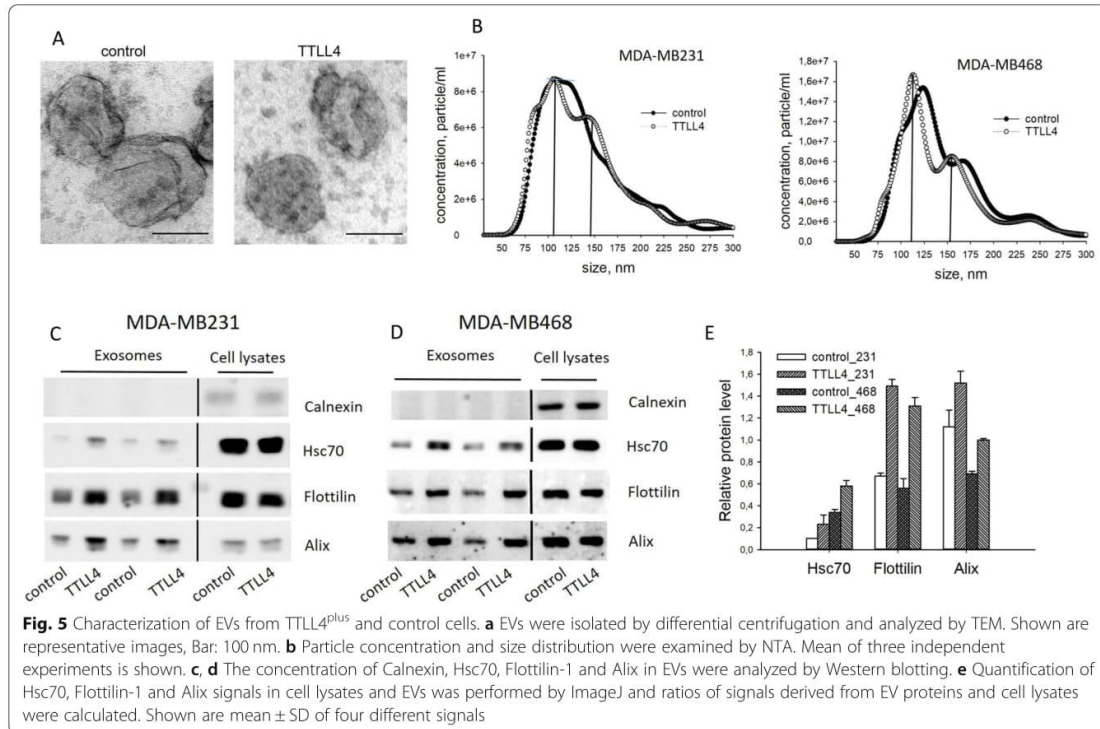 A
control
TTLL4
B
MDA-MB231
concentration, particle/ml
1e+7
8e+6
6e+6
4e+6
2e+6
0
control
TTLL4
50 75 100 125 150 175 200 225 250 275 300
size, nm
MDA-MB468
concentration, particle/ml
1,8e+7
1,6e+7
1,4e+7
1,2e+7
1,0e+7
8,0e+6
6,0e+6
4,0e+6
2,0e+6
0,0
control
TTLL4
50 75 100 125 150 175 200 225 250 275 300
size, nm
C
MDA-MB231
Exosomes
Cell lysates
Calnexin
Hsc70
Flottilin
Alix
control TTLL4 control TTLL4 control TTLL4
D
MDA-MB468
Exosomes
Cell lysates
Calnexin
Hsc70
Flottilin
Alix
control TTLL4 control TTLL4 control TTLL4
E
Relative protein level
1,8
1,6
1,4
1,2
1,0
0,8
0,6
0,4
0,2
0,0
control_231
TTLL4_231
control_468
TTLL4_468
Hsc70 Flottilin Alix
Fig. 5 Characterization of EVs from TTLL4plus and control cells. a EVs were isolated by differential centrifugation and analyzed by TEM. Shown are
representative images, Bar: 100 nm. b Particle concentration and size distribution were examined by NTA. Mean of three independent
experiments is shown. c, d The concentration of Calnexin, Hsc70, Flottilin-1 and Alix in EVs were analyzed by Western blotting. e Quantification of
Hsc70, Flottilin-1 and Alix signals in cell lysates and EVs was performed by ImageJ and ratios of signals derived from EV proteins and cell lysates
were calculated. Shown are mean ± SD of four different signals